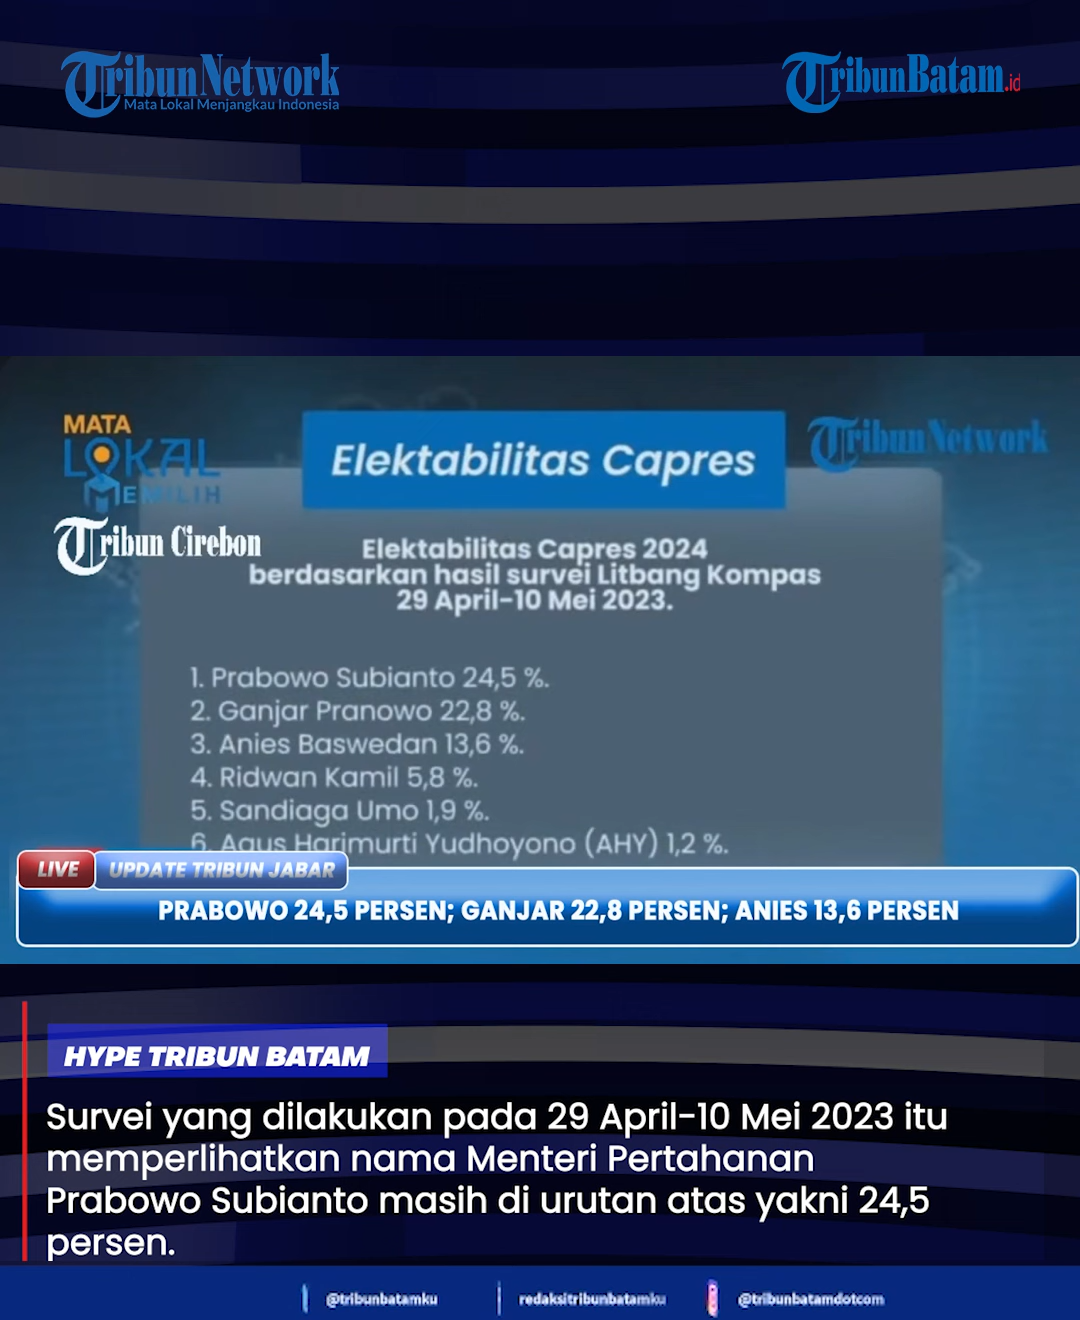 TribunNetwork
Mata Lokal Menjangkau Indonesia
TribunBatam.id
MATA
LOKAL
MEMILIH
Elektabilitas Capres
TribunNetwork
Tribun Cirebon
Elektabilitas Capres 2024
berdasarkan hasil survei Litbang Kompas
29 April-10 Mei 2023.
1. Prabowo Subianto 24,5 %.
2. Ganjar Pranowo 22,8 %.
3. Anies Baswedan 13,6 %.
4. Ridwan Kamil 5,8 %.
5. Sandiaga Umo 1,9 %.
6. Agus Harimurti Yudhoyono (AHY) 1,2 %.
LIVE UPDATE TRIBUN JABAR
PRABOWO 24,5 PERSEN; GANJAR 22,8 PERSEN; ANIES 13,6 PERSEN
HYPE TRIBUN BATAM
Survei yang dilakukan pada 29 April-10 Mei 2023 itu
memperlihatkan nama Menteri Pertahanan
Prabowo Subianto masih di urutan atas yakni 24,5
persen.
@tribunbatamku redaksitribunbatamku @tribunbatamdotcom